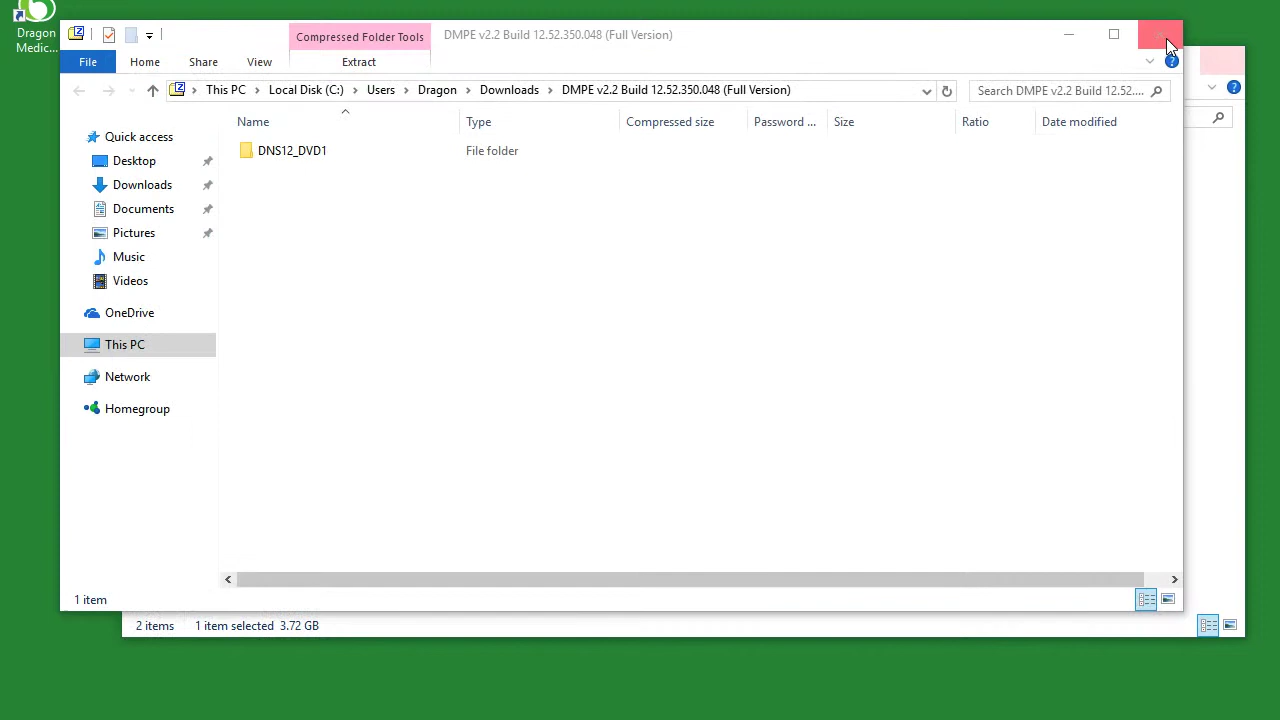 Dragon
Medic...
Compressed Folder Tools
DMPE v2.2 Build 12.52.350.048 (Full Version)
File
Home
Share
View
Extract
This PC
Local Disk (C:)
Users
Dragon
Downloads
DMPE v2.2 Build 12.52.350.048 (Full Version)
Search DMPE v2.2 Build 12.52....
Name
Type
Compressed size
Password ...
Size
Ratio
Date modified
DNS12_DVD1
File folder
Quick access
Desktop
Downloads
Documents
Pictures
Music
Videos
OneDrive
This PC
Network
Homegroup
1 item
2 items
1 item selected 3.72 GB